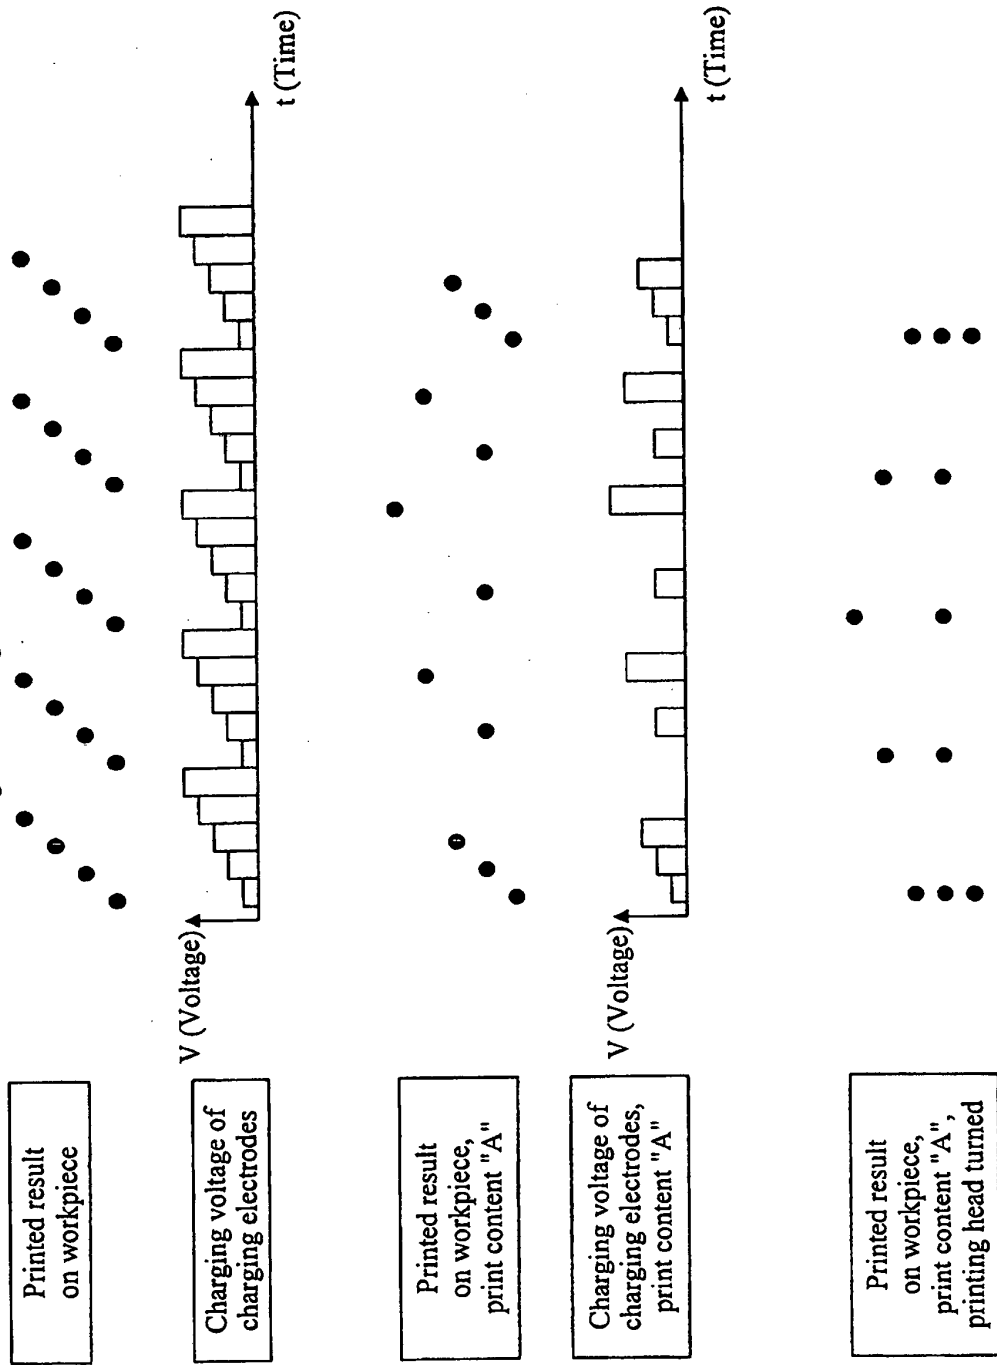 Printed result
on workpiece
V (Voltage)
t (Time)
Charging voltage of
charging electrodes
Printed result
on workpiece,
print content "A"
V (Voltage)
t (Time)
Charging voltage of
charging electrodes,
print content "A"
Printed result
on workpiece,
print content "A",
printing head turned